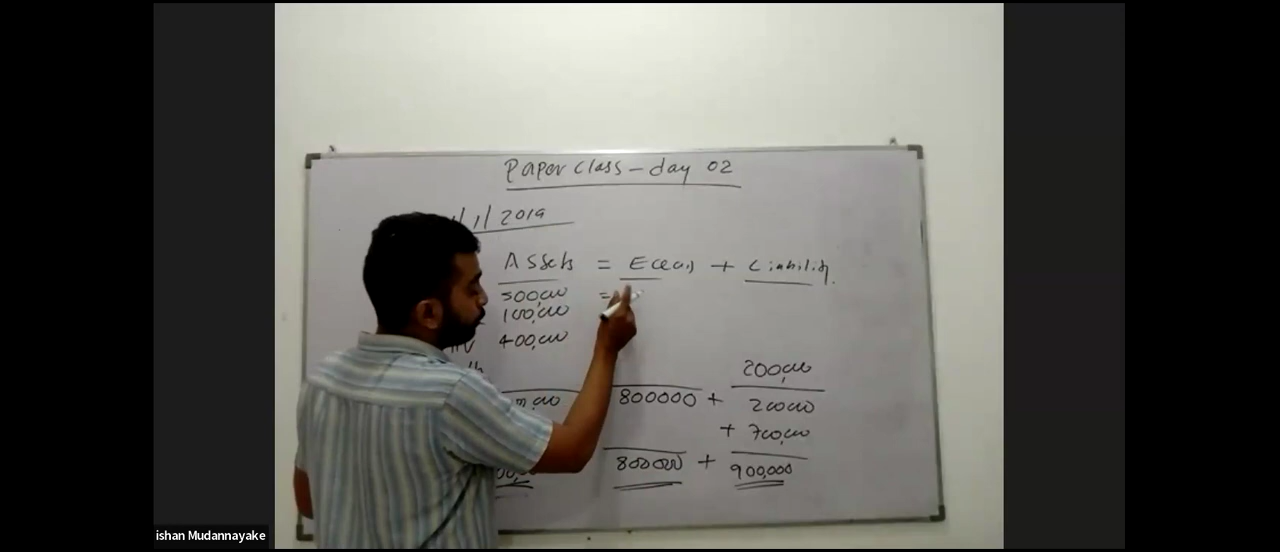 Paper class - day 02
/1/2019
Assets = + Liability
500,000 =
100,000
400,000
200,000
800000 + 200,000
+ 700,000
800000 + 900,000
ishan Mudannayake